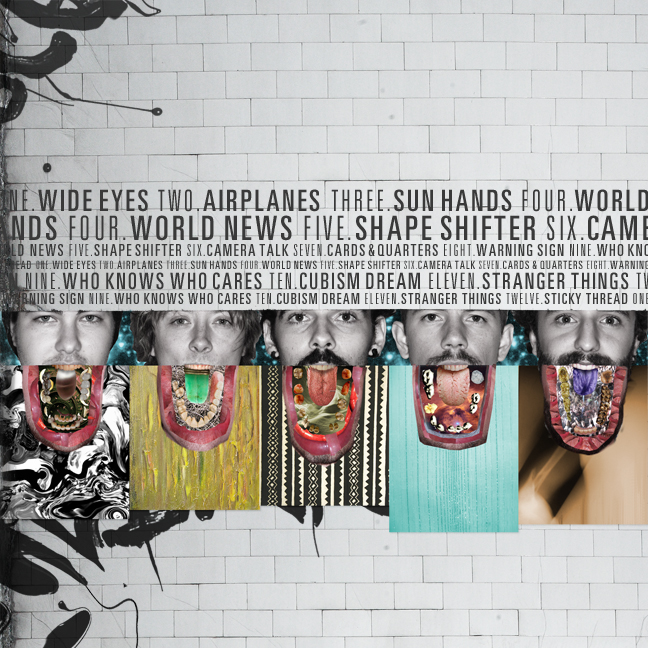 NE.WIDE EYES TWO.AIRPLANES THREE.SUN HANDS FOUR.WORLD
NDS FOUR.WORLD NEWS FIVE.SHAPE SHIFTER SIX.CAME
LD NEWS FIVE.SHAPE SHIFTER SIX.CAMERA TALK SEVEN.CARDS & QUARTERS EIGHT.WARNING SIGN NINE.WHO KNO
EAD ONE.WIDE EYES TWO.AIRPLANES THREE.SUN HANDS FOUR.WORLD NEWS FIVE.SHAPE SHIFTER SIX.CAMERA TALK SEVEN.CARDS & QUARTERS EIGHT.WARNING
N NINE.WHO KNOWS WHO CARES TEN.CUBISM DREAM ELEVEN.STRANGER THINGS TW
RNING SIGN NINE.WHO KNOWS WHO CARES TEN.CUBISM DREAM ELEVEN.STRANGER THINGS TWELVE.STICKY THREAD ONE